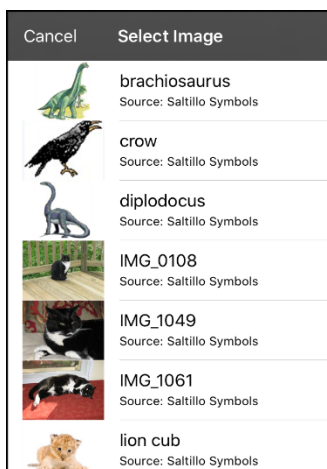 Cancel Select Image
brachiosaurus
Source: Saltillo Symbols
crow
Source: Saltillo Symbols
diplodocus
Source: Saltillo Symbols
IMG_0108
Source: Saltillo Symbols
IMG_1049
Source: Saltillo Symbols
IMG_1061
Source: Saltillo Symbols
lion cub
Source: Saltillo Symbols